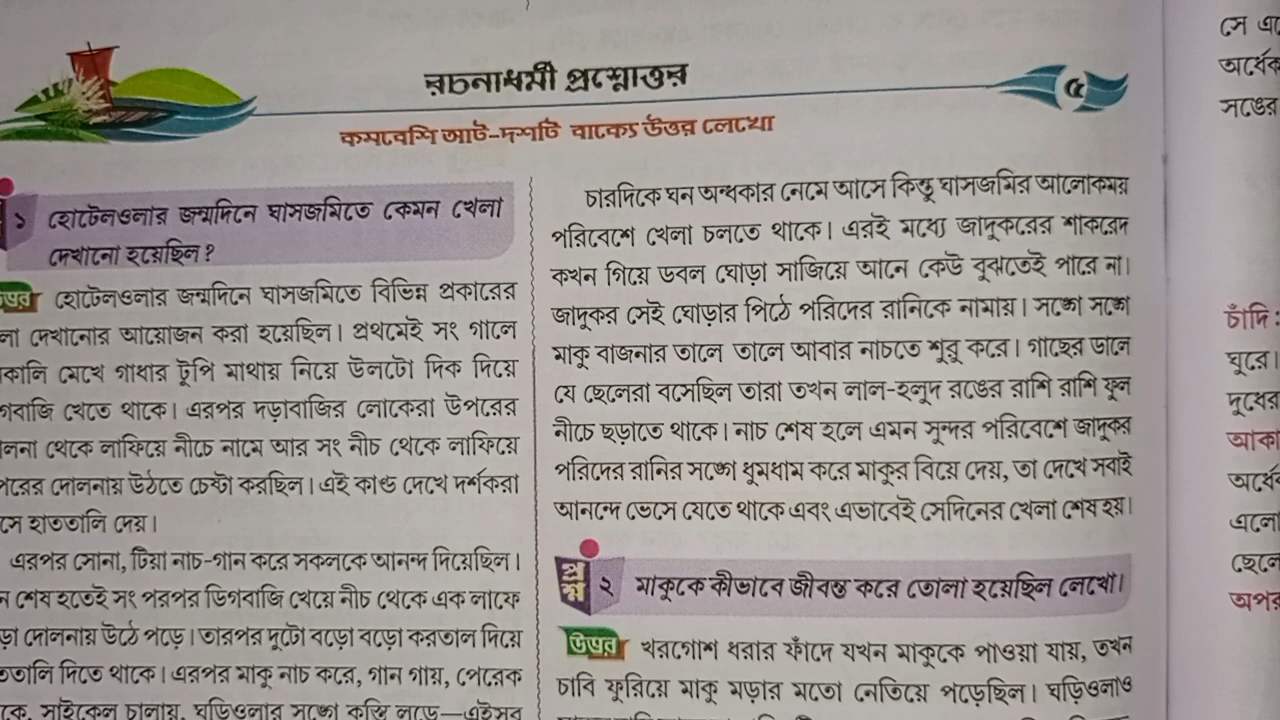 রচনাধর্মী প্রশ্নোত্তর
৫
কমবেশি আট-দশটি বাক্যে উত্তর লেখো
১ হোটেলওলার জন্মদিনে ঘাসজমিতে কেমন খেলা
দেখানো হয়েছিল?
হোটেলওলার জন্মদিনে ঘাসজমিতে বিভিন্ন প্রকারের
দেখানোর আয়োজন করা হয়েছিল। প্রথমেই সং গালে
মেখে গাধার টুপি মাথায় নিয়ে উলটো দিক দিয়ে
খেতে থাকে। এরপর দড়াবাজির লোকেরা উপরের
থেকে লাফিয়ে নীচে নামে আর সং নীচ থেকে লাফিয়ে
দোলনায় উঠতে চেষ্টা করছিল। এই কাণ্ড দেখে দর্শকরা
হাততালি দেয়।
এরপর সোনা, টিয়া নাচ-গান করে সকলকে আনন্দ দিয়েছিল।
শেষ হতেই সং পরপর ডিগবাজি খেয়ে নীচ থেকে এক লাফে
দোলনায় উঠে পড়ে। তারপর দুটো বড়ো বড়ো করতাল দিয়ে
দিতে থাকে। এরপর মাকু নাচ করে, গান গায়, পেরেক
সাইকেল চালায়, ঘড়িওলার সঙ্গে কুস্তি লড়ে—এইসব
চারদিকে ঘন অন্ধকার নেমে আসে কিন্তু ঘাসজমির আলোকময়
পরিবেশে খেলা চলতে থাকে। এরই মধ্যে জাদুকরের শাকরেদ
কখন গিয়ে ডবল ঘোড়া সাজিয়ে আনে কেউ বুঝতেই পারে না।
জাদুকর সেই ঘোড়ার পিঠে পরিদের রানিকে নামায়। সঙ্গে সঙ্গে
মাকু বাজনার তালে তালে আবার নাচতে শুরু করে। গাছের ডালে
যে ছেলেরা বসেছিল তারা তখন লাল-হলুদ রঙের রাশি রাশি ফুল
নীচে ছড়াতে থাকে। নাচ শেষ হলে এমন সুন্দর পরিবেশে জাদুকর
পরিদের রানির সঙ্গে ধুমধাম করে মাকুর বিয়ে দেয়, তা দেখে সবাই
আনন্দে ভেসে যেতে থাকে এবং এভাবেই সেদিনের খেলা শেষ হয়।
প্রশ্ন ২ মাকুকে কীভাবে জীবন্ত করে তোলা হয়েছিল লেখো।
উত্তর খরগোশ ধরার ফাঁদে যখন মাকুকে পাওয়া যায়, তখন
চাবি ফুরিয়ে মাকু মড়ার মতো নেতিয়ে পড়েছিল। ঘড়িওলাও
সে
অর্ধেক
সঙের
চাঁদি :
ঘুরে।
দুধের
এলো